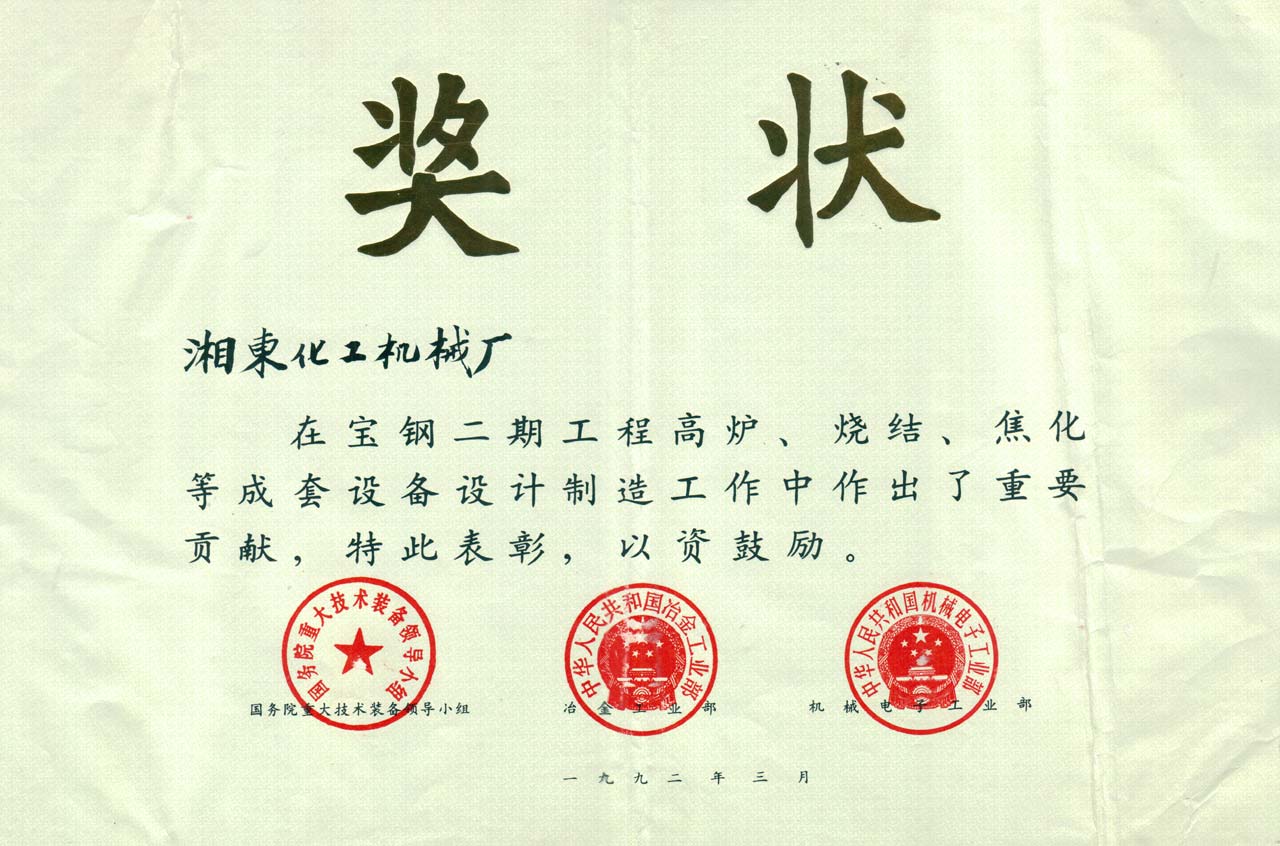 奖状
湘東化工机械厂
在宝钢二期工程高炉、烧结、焦化
等成套设备设计制造工作中作出了重要
贡献，特此表彰，以资鼓励。
国务院重大技术装备领导小组
中华人民共和国冶金工业部
中华人民共和国机械电子工业部
国务院重大技术装备领导小组 冶金工业部 机械电子工业部
一九九二年三月